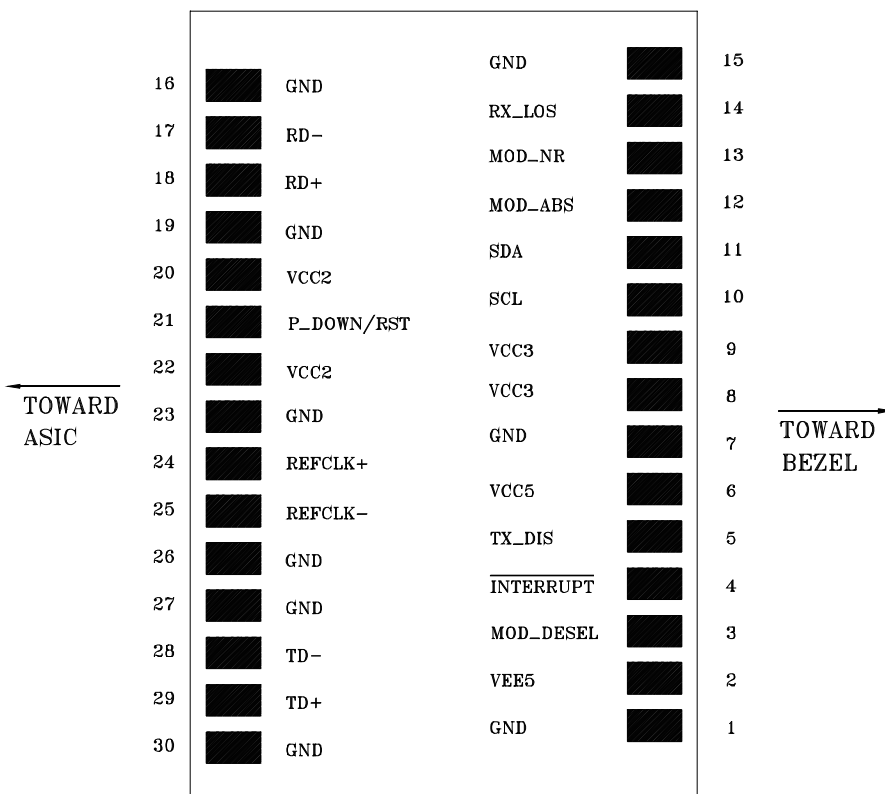 15 GND
16 GND
14 RX_LOS
17 RD-
13 MOD_NR
18 RD+
12 MOD_ABS
19 GND
11 SDA
20 VCC2
10 SCL
21 P_DOWN/RST
9 VCC3
22 VCC2
8 VCC3
TOWARD
ASIC
23 GND
7 GND
TOWARD
BEZEL
24 REFCLK+
6 VCC5
25 REFCLK-
5 TX_DIS
26 GND
4 INTERRUPT
27 GND
3 MOD_DESEL
28 TD-
2 VEE5
29 TD+
1 GND
30 GND